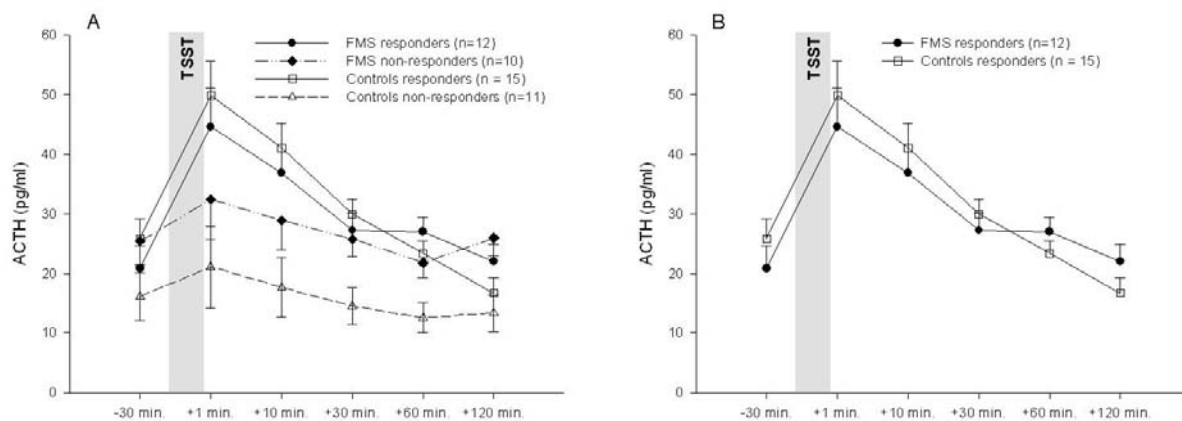 A
FMS responders (n=12)
FMS non-responders (n=10)
Controls responders (n = 15)
Controls non-responders (n=11)
TSST
ACTH (pg/ml)
70
60
50
40
30
20
10
0
-30 min.
+1 min.
+10 min.
+30 min.
+60 min.
+120 min.
B
FMS responders (n=12)
Controls responders (n = 15)
TSST
ACTH (pg/ml)
60
50
40
30
20
10
0
-30 min.
+1 min.
+10 min.
+30 min.
+60 min.
+120 min.